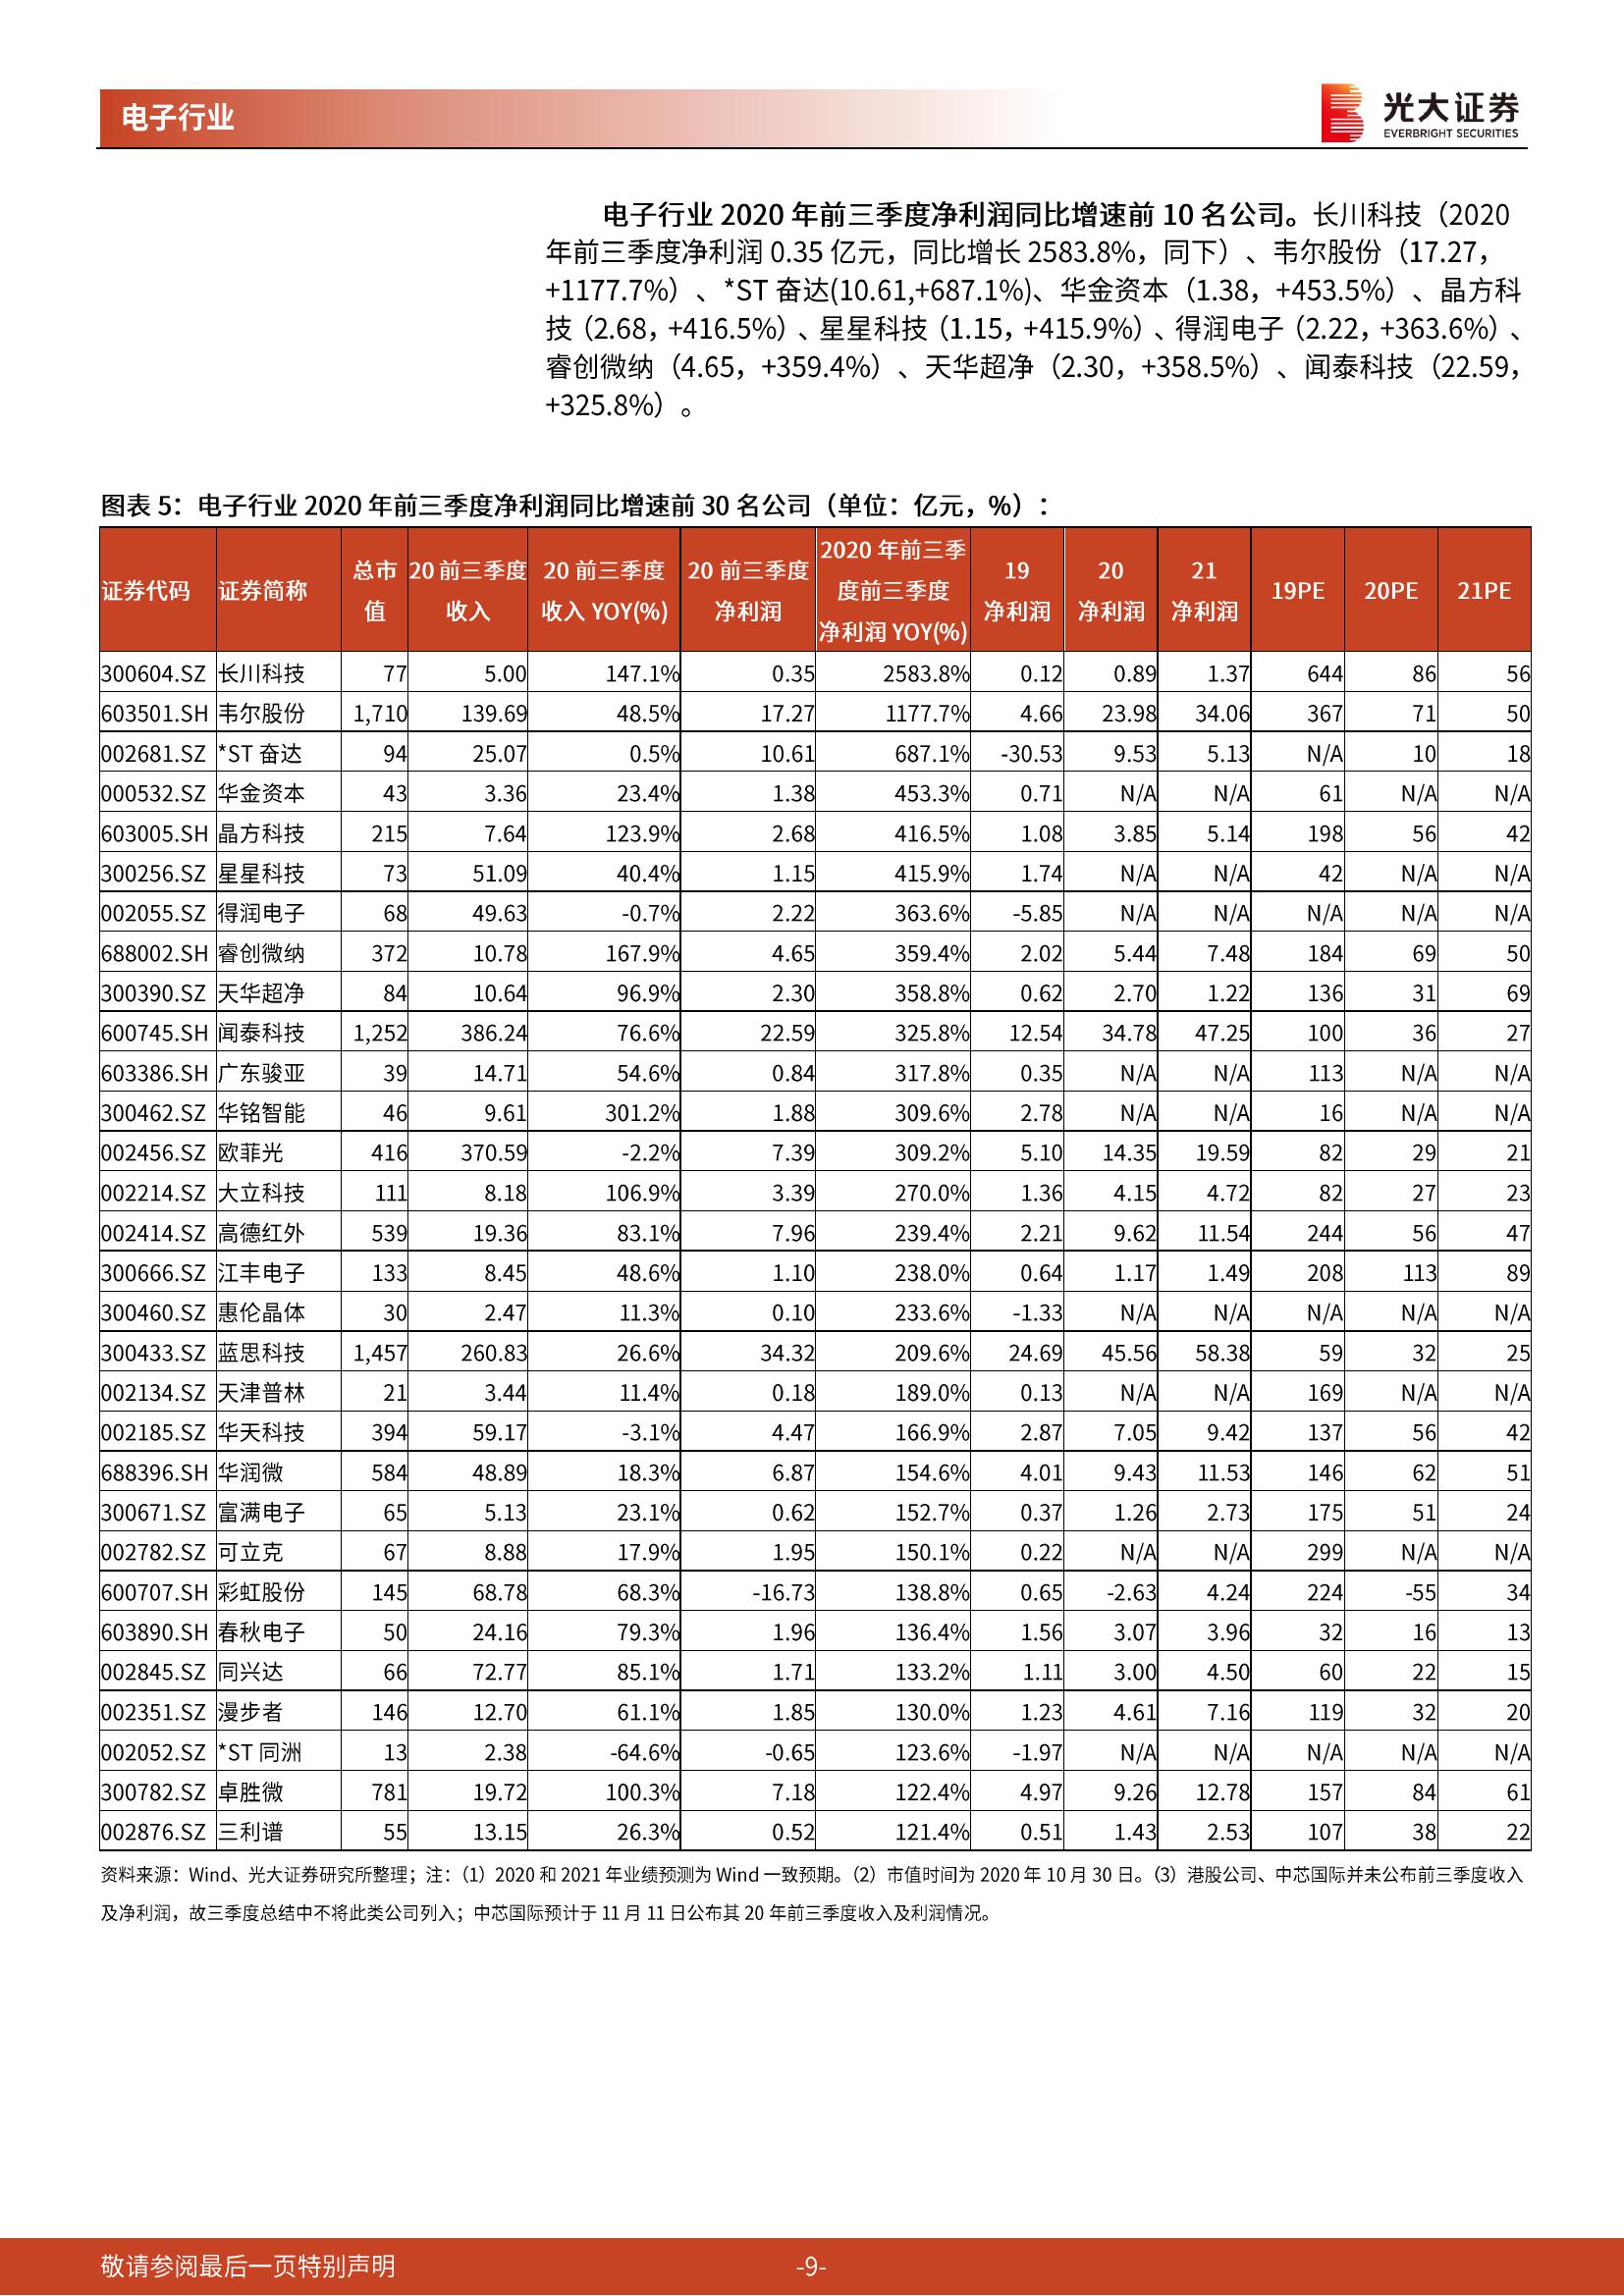 电子行业
光大证券
EVERBRIGHT SECURITIES
电子行业 2020 年前三季度净利润同比增速前 10 名公司。长川科技（2020
年前三季度净利润 0.35 亿元，同比增长 2583.8%，同下）、韦尔股份（17.27，
+1177.7%）、*ST 奋达(10.61,+687.1%)、华金资本（1.38，+453.5%）、晶方科
技（2.68，+416.5%）、星星科技（1.15，+415.9%）、得润电子（2.22，+363.6%）、
睿创微纳（4.65，+359.4%）、天华超净（2.30，+358.5%）、闻泰科技（22.59，
+325.8%）。
图表 5：电子行业 2020 年前三季度净利润同比增速前 30 名公司（单位：亿元，%）：
证券代码 证券简称 总市值 20 前三季度收入 20 前三季度收入 YOY(%) 20 前三季度净利润 2020 年前三季度前三季度净利润 YOY(%) 19净利润 20净利润 21净利润 19PE 20PE 21PE
300604.SZ 长川科技 77 5.00 147.1% 0.35 2583.8% 0.12 0.89 1.37 644 86 56
603501.SH 韦尔股份 1,710 139.69 48.5% 17.27 1177.7% 4.66 23.98 34.06 367 71 50
002681.SZ *ST 奋达 94 25.07 0.5% 10.61 687.1% -30.53 9.53 5.13 N/A 10 18
000532.SZ 华金资本 43 3.36 23.4% 1.38 453.3% 0.71 N/A N/A 61 N/A N/A
603005.SH 晶方科技 215 7.64 123.9% 2.68 416.5% 1.08 3.85 5.14 198 56 42
300256.SZ 星星科技 73 51.09 40.4% 1.15 415.9% 1.74 N/A N/A 42 N/A N/A
002055.SZ 得润电子 68 49.63 -0.7% 2.22 363.6% -5.85 N/A N/A N/A N/A N/A
688002.SH 睿创微纳 372 10.78 167.9% 4.65 359.4% 2.02 5.44 7.48 184 69 50
300390.SZ 天华超净 84 10.64 96.9% 2.30 358.8% 0.62 2.70 1.22 136 31 69
600745.SH 闻泰科技 1,252 386.24 76.6% 22.59 325.8% 12.54 34.78 47.25 100 36 27
603386.SH 广东骏亚 39 14.71 54.6% 0.84 317.8% 0.35 N/A N/A 113 N/A N/A
300462.SZ 华铭智能 46 9.61 301.2% 1.88 309.6% 2.78 N/A N/A 16 N/A N/A
002456.SZ 欧菲光 416 370.59 -2.2% 7.39 309.2% 5.10 14.35 19.59 82 29 21
002214.SZ 大立科技 111 8.18 106.9% 3.39 270.0% 1.36 4.15 4.72 82 27 23
002414.SZ 高德红外 539 19.36 83.1% 7.96 239.4% 2.21 9.62 11.54 244 56 47
300666.SZ 江丰电子 133 8.45 48.6% 1.10 238.0% 0.64 1.17 1.49 208 113 89
300460.SZ 惠伦晶体 30 2.47 11.3% 0.10 233.6% -1.33 N/A N/A N/A N/A N/A
300433.SZ 蓝思科技 1,457 260.83 26.6% 34.32 209.6% 24.69 45.56 58.38 59 32 25
002134.SZ 天津普林 21 3.44 11.4% 0.18 189.0% 0.13 N/A N/A 169 N/A N/A
002185.SZ 华天科技 394 59.17 -3.1% 4.47 166.9% 2.87 7.05 9.42 137 56 42
688396.SH 华润微 584 48.89 18.3% 6.87 154.6% 4.01 9.43 11.53 146 62 51
300671.SZ 富满电子 65 5.13 23.1% 0.62 152.7% 0.37 1.26 2.73 175 51 24
002782.SZ 可立克 67 8.88 17.9% 1.95 150.1% 0.22 N/A N/A 299 N/A N/A
600707.SH 彩虹股份 145 68.78 68.3% -16.73 138.8% 0.65 -2.63 4.24 224 -55 34
603890.SH 春秋电子 50 24.16 79.3% 1.96 136.4% 1.56 3.07 3.96 32 16 13
002845.SZ 同兴达 66 72.77 85.1% 1.71 133.2% 1.11 3.00 4.50 60 22 15
002351.SZ 漫步者 146 12.70 61.1% 1.85 130.0% 1.23 4.61 7.16 119 32 20
002052.SZ *ST 同洲 13 2.38 -64.6% -0.65 123.6% -1.97 N/A N/A N/A N/A N/A
300782.SZ 卓胜微 781 19.72 100.3% 7.18 122.4% 4.97 9.26 12.78 157 84 61
002876.SZ 三利谱 55 13.15 26.3% 0.52 121.4% 0.51 1.43 2.53 107 38 22
资料来源：Wind、光大证券研究所整理；注：（1）2020 和 2021 年业绩预测为 Wind 一致预期。（2）市值时间为 2020 年 10 月 30 日。（3）港股公司、中芯国际并未公布前三季度收入
及净利润，故三季度总结中不将此类公司列入；中芯国际预计于 11 月 11 日公布其 20 年前三季度收入及利润情况。
敬请参阅最后一页特别声明 -9-